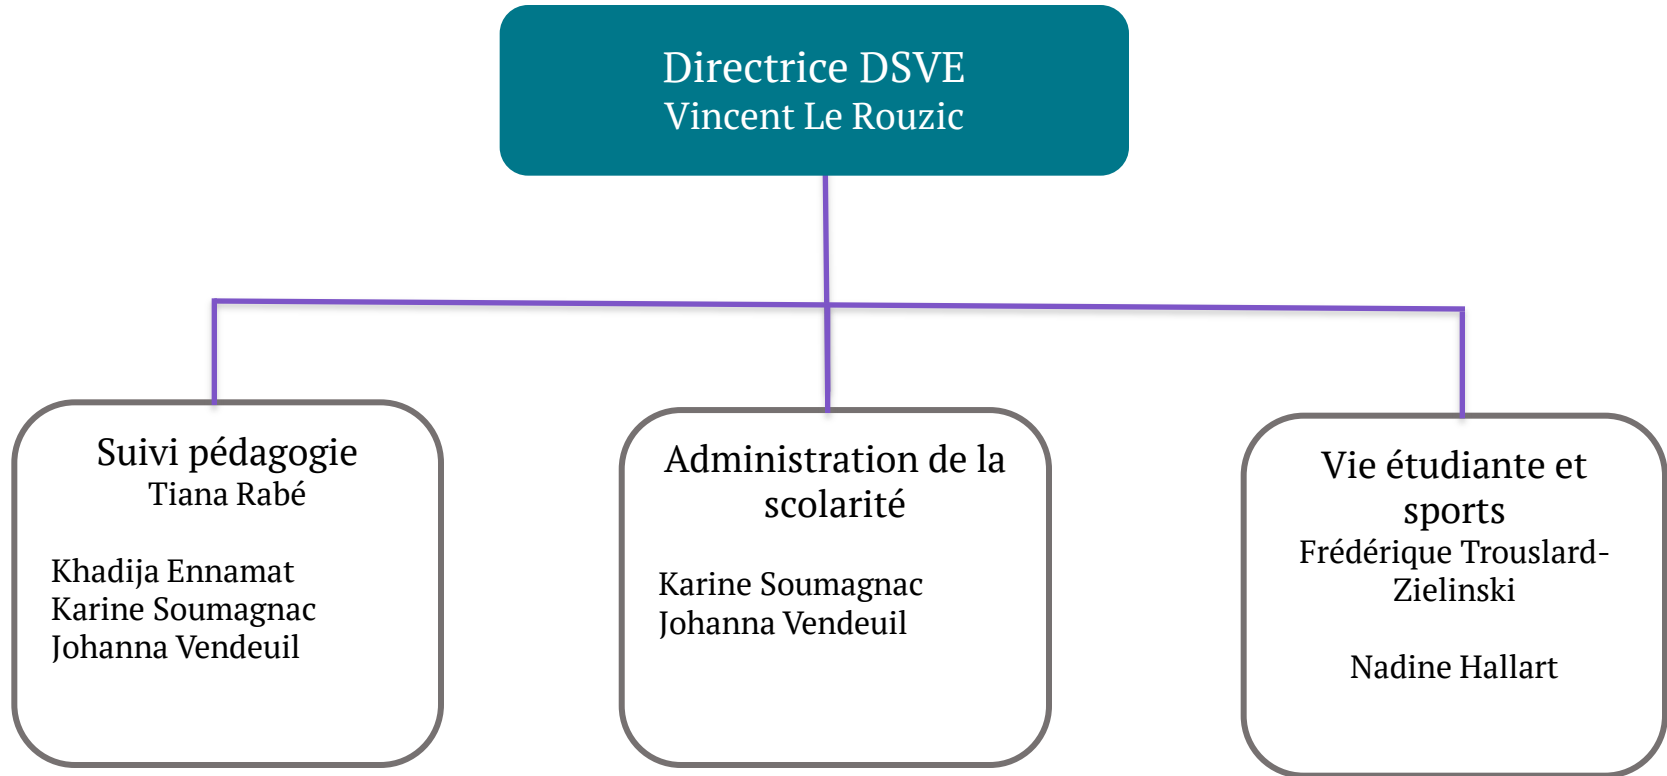 Directrice DSVE
Vincent Le Rouzic
Suivi pédagogie
Tiana Rabé
Khadija Ennamat
Karine Soumagnac
Johanna Vendeuil
Administration de la
scolarité
Karine Soumagnac
Johanna Vendeuil
Vie étudiante et
sports
Frédérique Trouslard-
Zielinski
Nadine Hallart